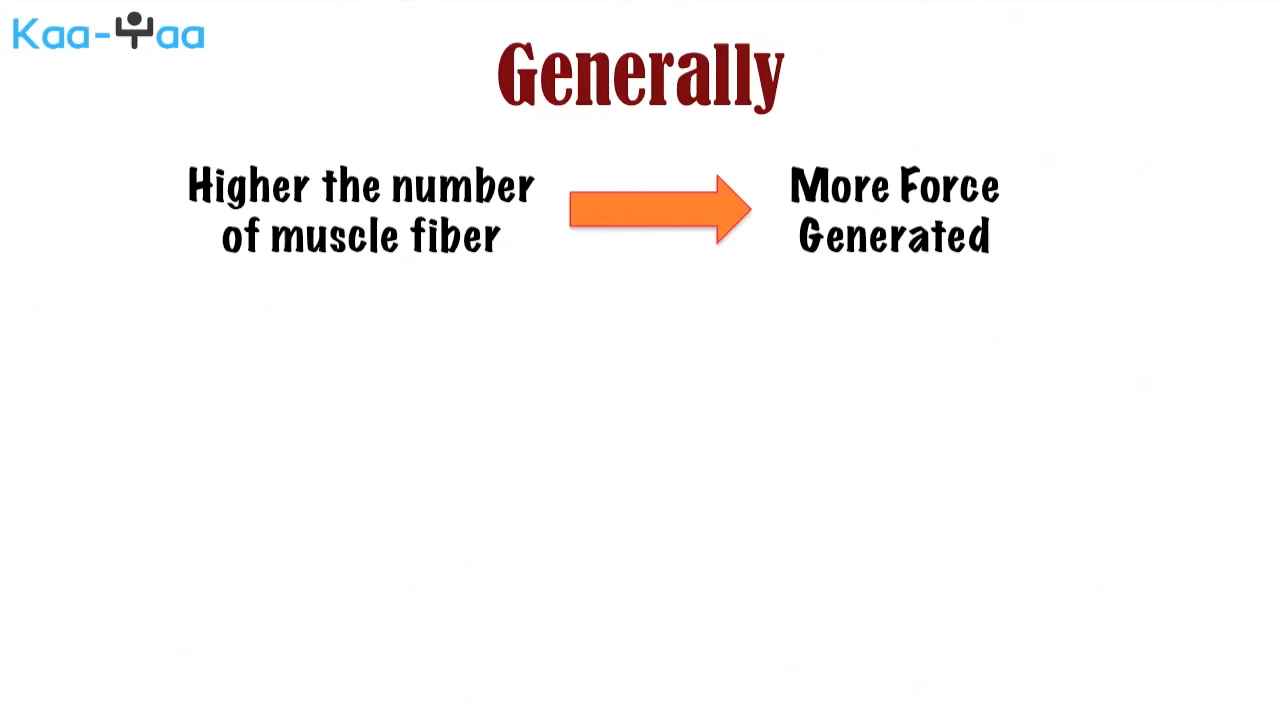 Kaa-Yaa
Generally
Higher the number
of muscle fiber
More Force
Generated